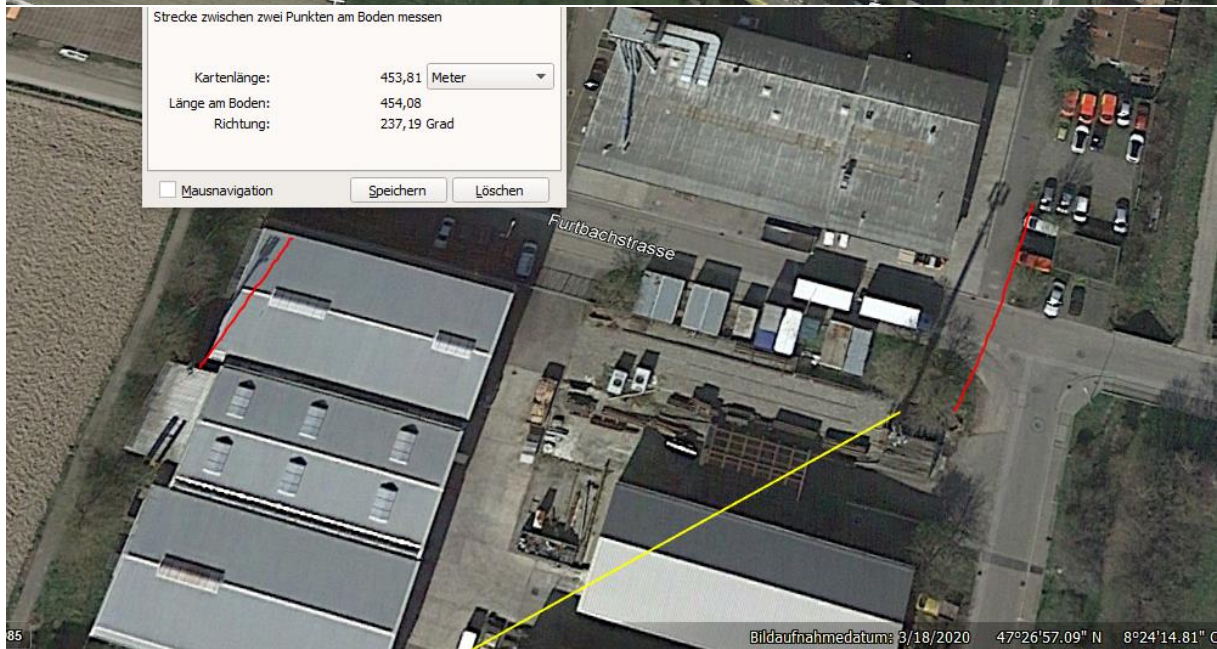 Strecke zwischen zwei Punkten am Boden messen
Kartenlänge: 453,81 Meter
Länge am Boden: 454,08
Richtung: 237,19 Grad
Mausnavigation Speichern Löschen
Furtbachstrasse
85 Bildaufnahmedatum: 3/18/2020 47°26'57.09" N 8°24'14.81" O